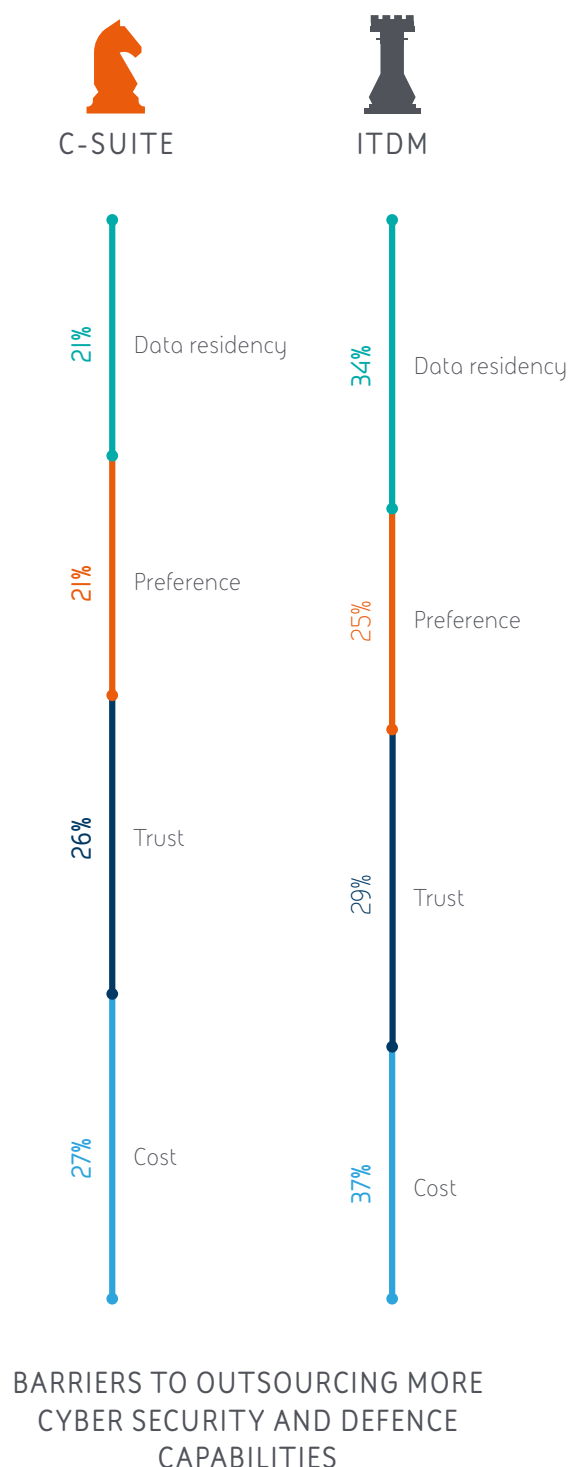 C-SUITE
ITDM
21%
Data residency
34%
Data residency
21%
Preference
25%
Preference
26%
Trust
29%
Trust
27%
Cost
37%
Cost
BARRIERS TO OUTSOURCING MORE
CYBER SECURITY AND DEFENCE
CAPABILITIES